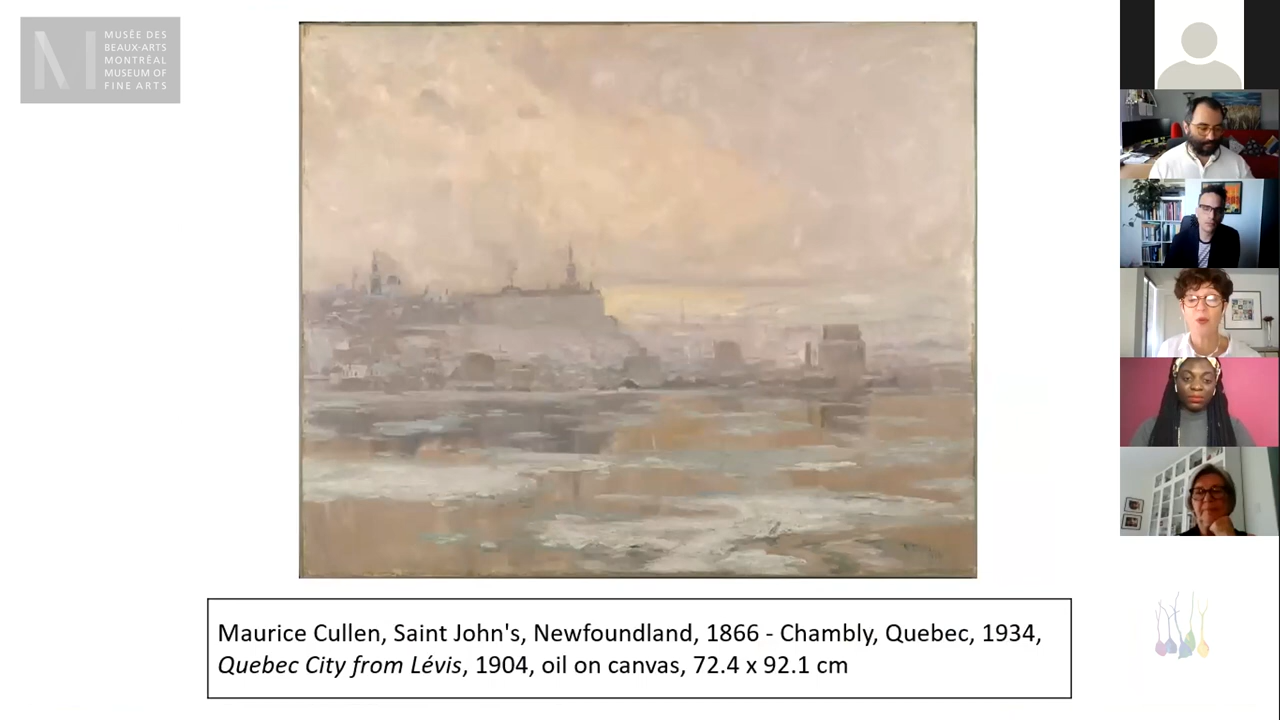 MUSÉE DES
BEAUX-ARTS
MONTRÉAL
MUSEUM OF
FINE ARTS
Maurice Cullen, Saint John's, Newfoundland, 1866 - Chambly, Quebec, 1934,
Quebec City from Lévis, 1904, oil on canvas, 72.4 x 92.1 cm